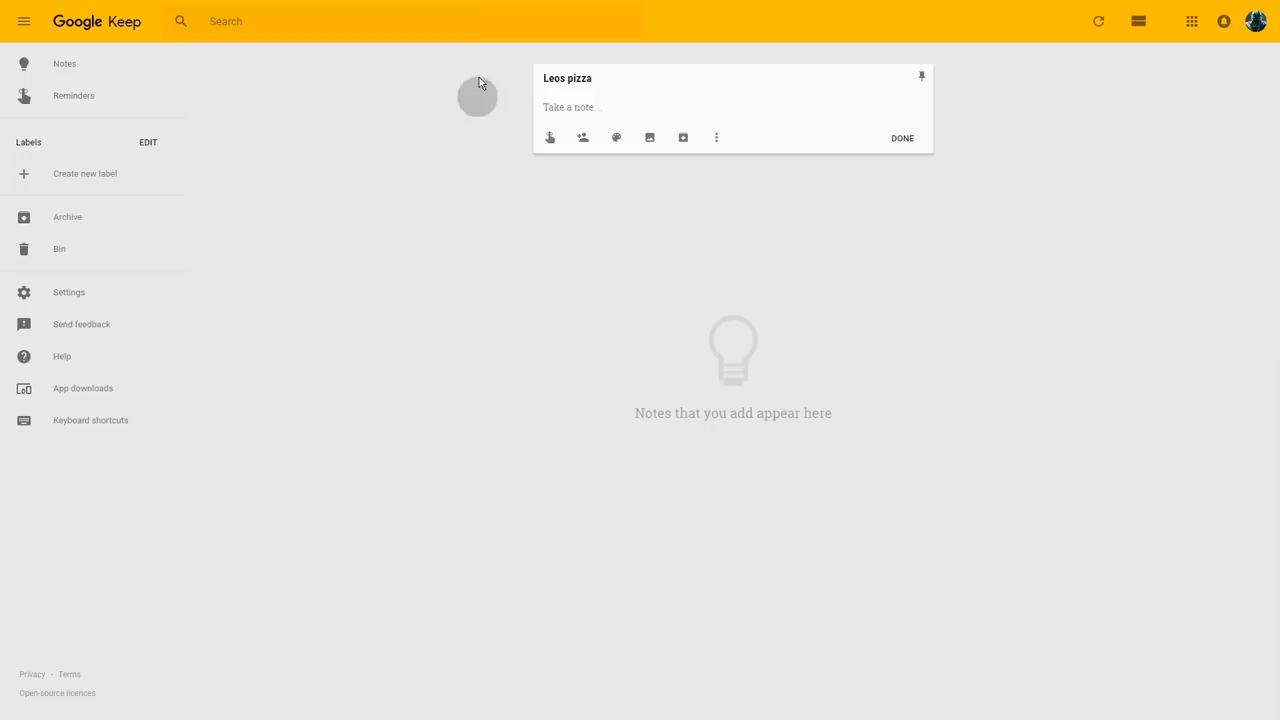 Google Keep
Search
Notes
Reminders
Labels
EDIT
Create new label
Archive
Bin
Settings
Send feedback
Help
App downloads
Keyboard shortcuts
Privacy · Terms
Open-source licences
Leos pizza
Take a note...
DONE
Notes that you add appear here